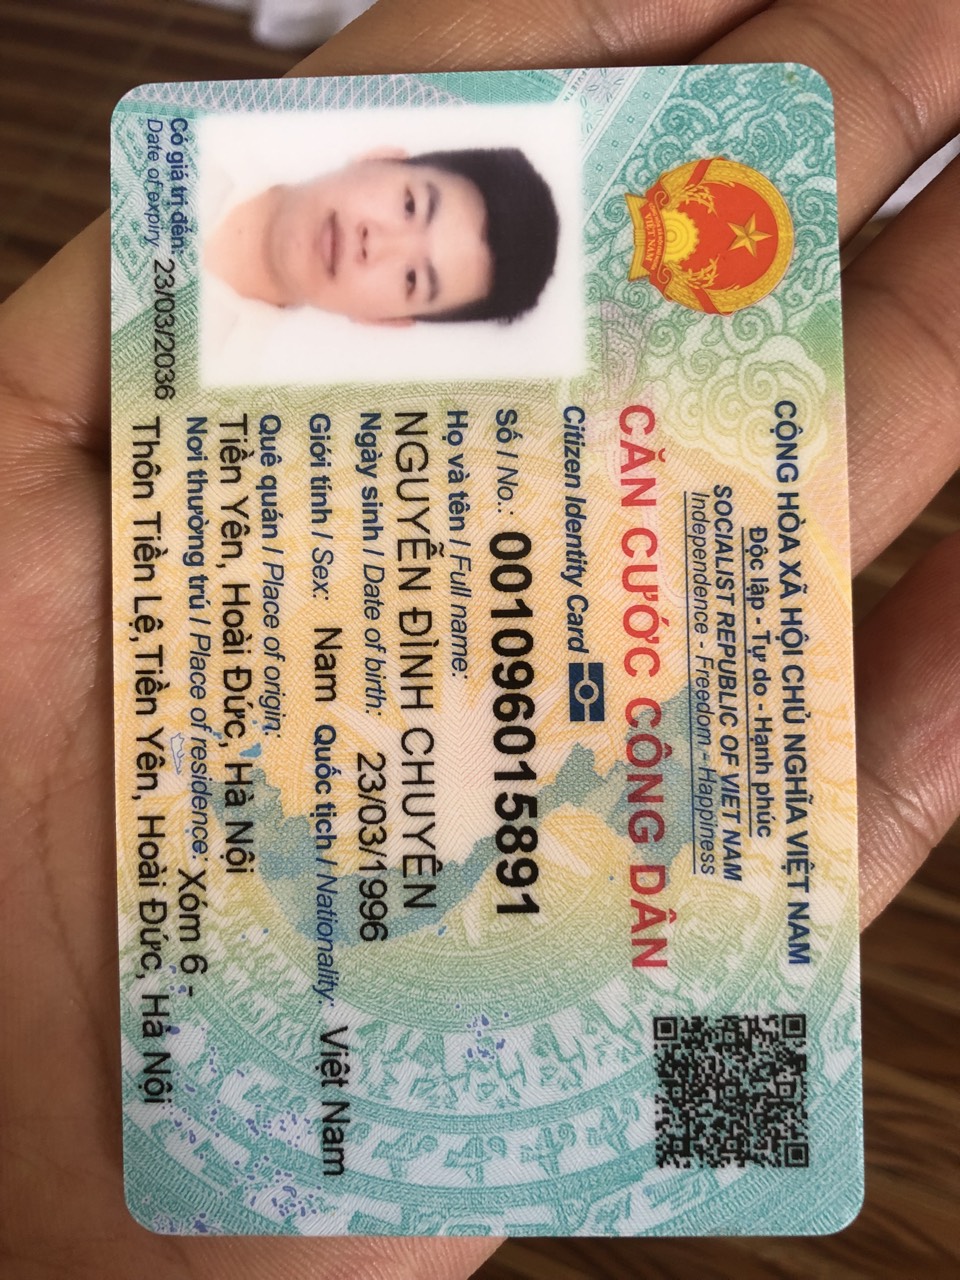 CỘNG HÒA XÃ HỘI CHỦ NGHĨA VIỆT NAM
Độc lập - Tự do - Hạnh phúc
SOCIALIST REPUBLIC OF VIET NAM
Independence - Freedom - Happiness
CĂN CƯỚC CÔNG DÂN
Citizen Identity Card
Số / No.: 001096015891
Họ và tên / Full name:
NGUYỄN ĐÌNH CHUYÊN
Ngày sinh / Date of birth: 23/03/1996
Giới tính / Sex: Nam Quốc tịch / Nationality: Việt Nam
Quê quán / Place of origin:
Tiền Yên, Hoài Đức, Hà Nội
Nơi thường trú / Place of residence: Xóm 6 -
Thôn Tiền Lệ,Tiền Yên, Hoài Đức, Hà Nội
Có giá trị đến:
Date of expiry 23/03/2036
VIỆT NAM